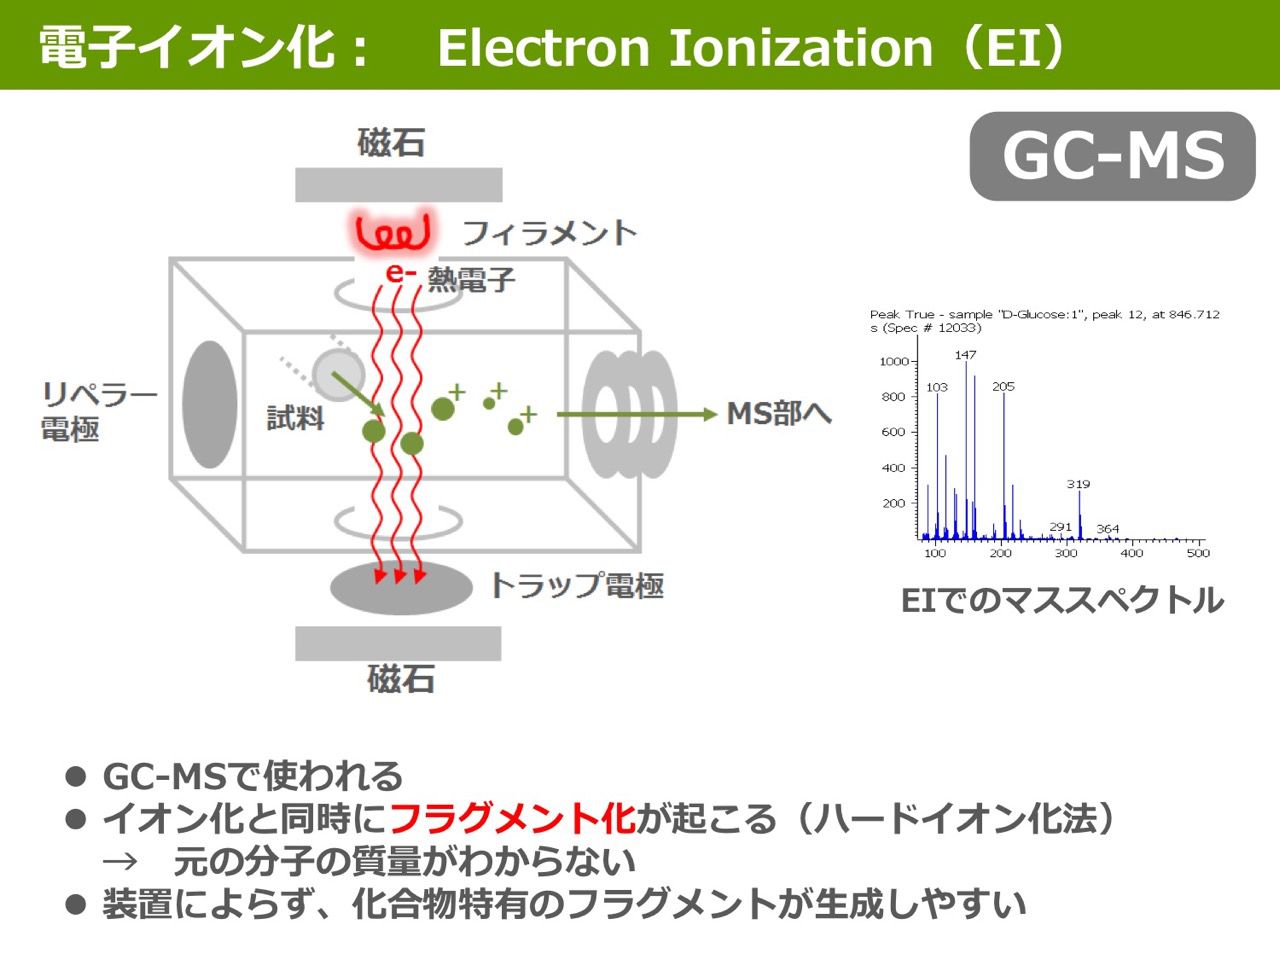 電子イオン化：　Electron Ionization（EI）
GC-MS
磁石
フィラメント
e-
熱電子
リペラー
電極
試料
+
+
+
MS部へ
トラップ電極
磁石
Peak True - sample "D-Glucose:1", peak 12, at 846.712
s (Spec # 12033)
1000
800
600
400
200
147
103
205
319
291
364
100 200 300 400 500
EIでのマススペクトル
● GC-MSで使われる
● イオン化と同時にフラグメント化が起こる（ハードイオン化法）
→　元の分子の質量がわからない
● 装置によらず、化合物特有のフラグメントが生成しやすい